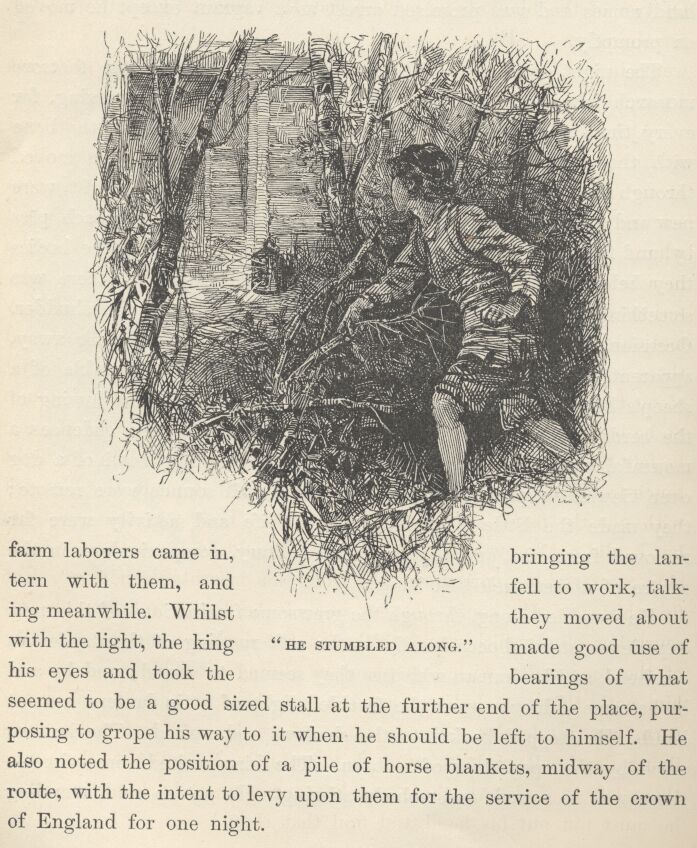 farm laborers came in, bringing the lan-
tern with them, and fell to work, talk-
ing meanwhile. Whilst they moved about
with the light, the king made good use of
his eyes and took the bearings of what
"HE STUMBLED ALONG."
seemed to be a good sized stall at the further end of the place, pur-
posing to grope his way to it when he should be left to himself. He
also noted the position of a pile of horse blankets, midway of the
route, with the intent to levy upon them for the service of the crown
of England for one night.